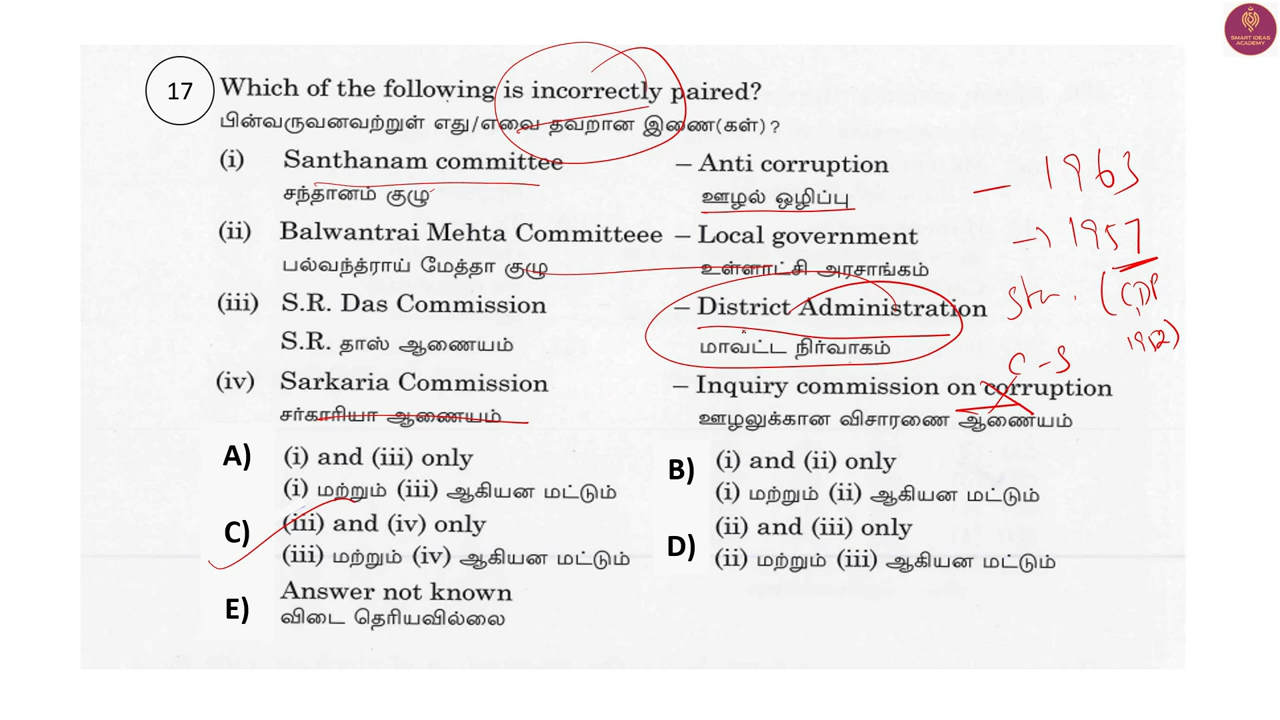 SMART IDEAS
ACADEMY
17 Which of the following is incorrectly paired?
பின்வருவனவற்றுள் எது/எவை தவறான இணை(கள்) ?
(i) Santhanam committee – Anti corruption
சந்தானம் குழு ஊழல் ஒழிப்பு
– 1963
(ii) Balwantrai Mehta Committeee – Local government
பல்வந்த்ராய் மேத்தா குழு உள்ளாட்சி அரசாங்கம்
→ 1957
(iii) S.R. Das Commission – District Administration
S.R. தாஸ் ஆணையம் மாவட்ட நிர்வாகம்
(CDP
1952)
C-S
(iv) Sarkaria Commission – Inquiry commission on corruption
சர்காரியா ஆணையம் ஊழலுக்கான விசாரணை ஆணையம்
A) (i) and (iii) only
(i) மற்றும் (iii) ஆகியன மட்டும்
B) (i) and (ii) only
(i) மற்றும் (ii) ஆகியன மட்டும்
C) (iii) and (iv) only
(iii) மற்றும் (iv) ஆகியன மட்டும்
D) (ii) and (iii) only
(ii) மற்றும் (iii) ஆகியன மட்டும்
E) Answer not known
விடை தெரியவில்லை